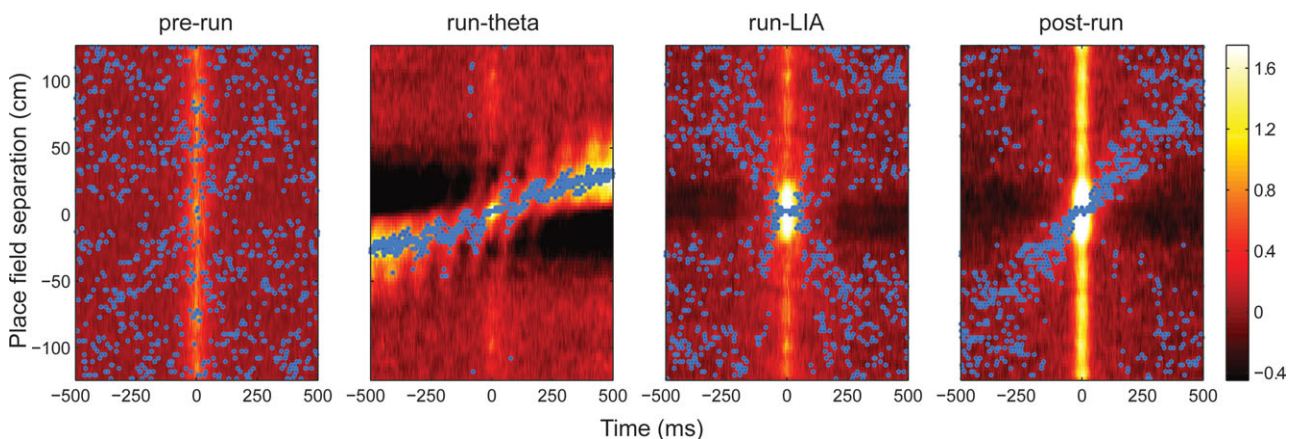 pre-run
run-theta
run-LIA
post-run
Place field separation (cm)
100
50
0
−50
−100
−500 −250 0 250 500
−500 −250 0 250 500
−500 −250 0 250 500
−500 −250 0 250 500
1.6
1.2
0.8
0.4
0
−0.4
Time (ms)